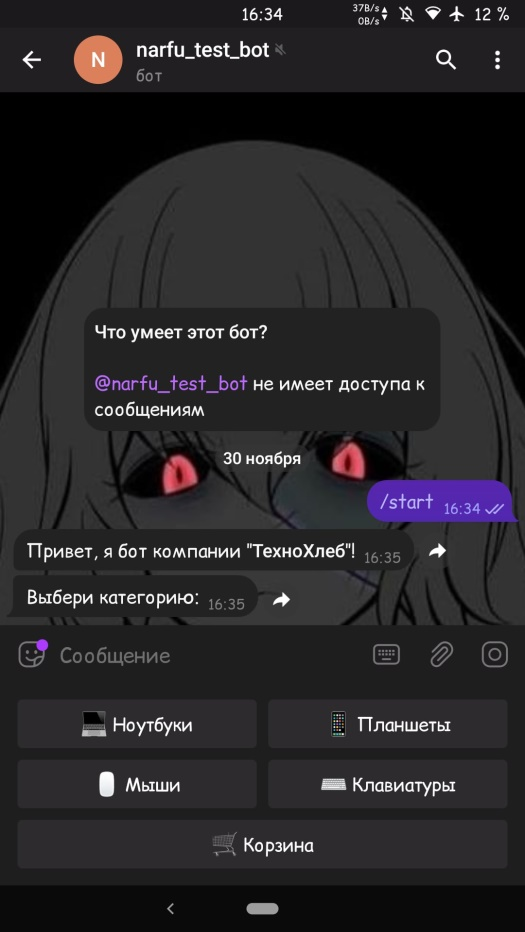 16:34
37B/s
0B/s
12 %
N
narfu_test_bot
бот
Что умеет этот бот?
@narfu_test_bot не имеет доступа к
сообщениям
30 ноября
/start 16:34
Привет, я бот компании "ТехноХлеб"! 16:35
Выбери категорию: 16:35
Сообщение
Ноутбуки
Планшеты
Мыши
Клавиатуры
Корзина